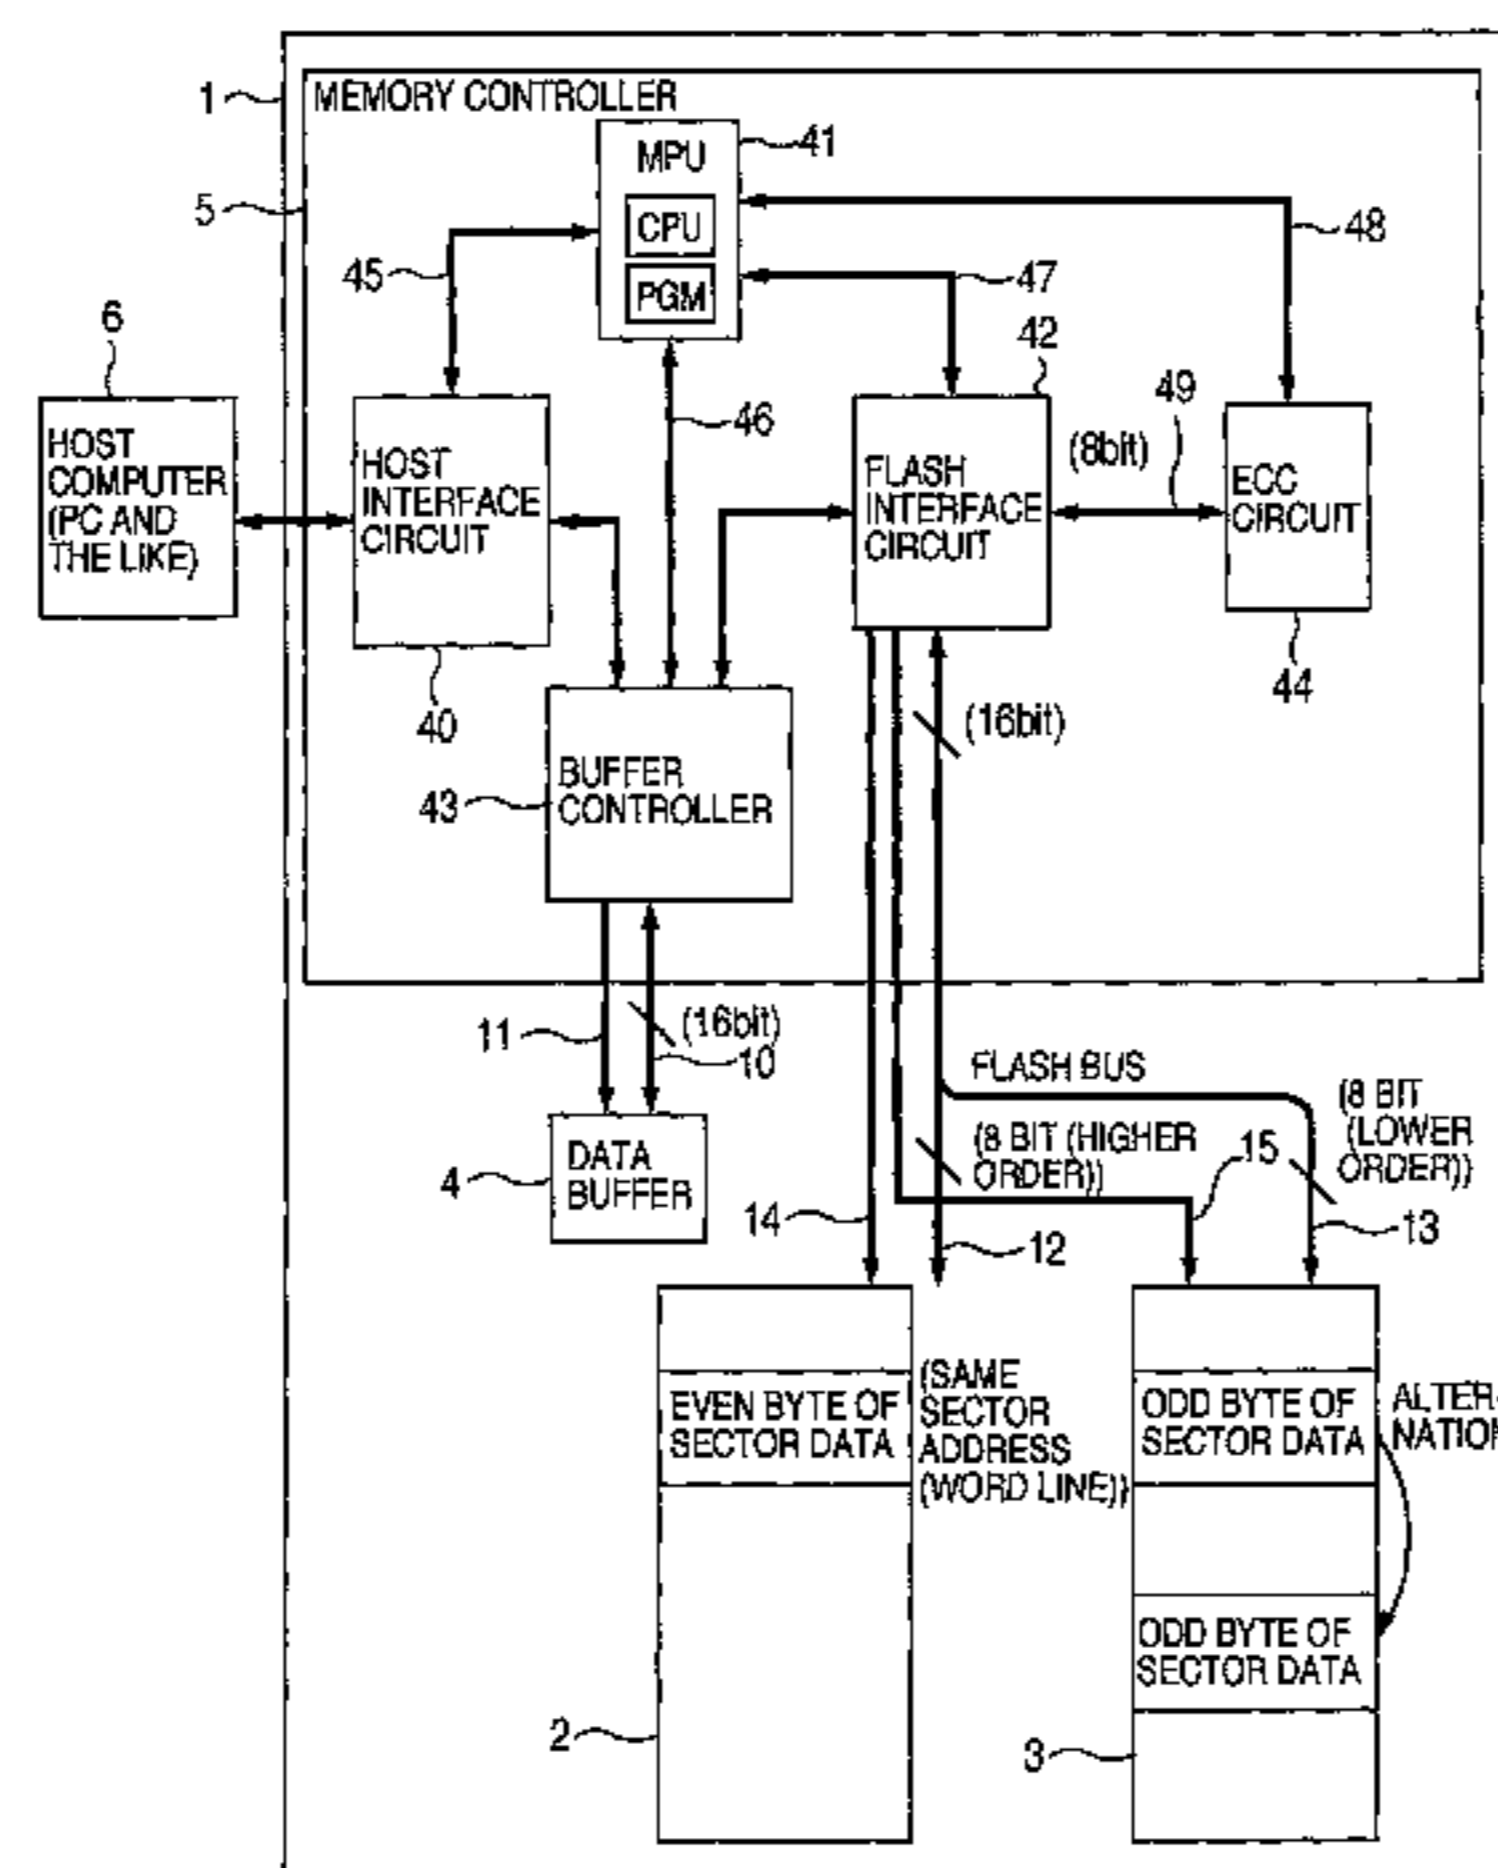 1
MEMORY CONTROLLER
41
MPU
5
CPU
48
45
47
PGM
6
42
49
46
(8bit)
HOST
COMPUTER
(PC AND
THE LIKE)
HOST
INTERFACE
CIRCUIT
FLASH
INTERFACE
CIRCUIT
ECC
CIRCUIT
40
44
(16bit)
43
BUFFER
CONTROLLER
11
(16bit)
10
FLASH BUS
(8 BIT
(LOWER
ORDER))
(8 BIT (HIGHER
ORDER))
15
4
DATA
BUFFER
14
12
13
EVEN BYTE OF
SECTOR DATA
(SAME
SECTOR
ADDRESS
(WORD LINE))
ODD BYTE OF
SECTOR DATA
ALTER-
NATION
ODD BYTE OF
SECTOR DATA
2
3